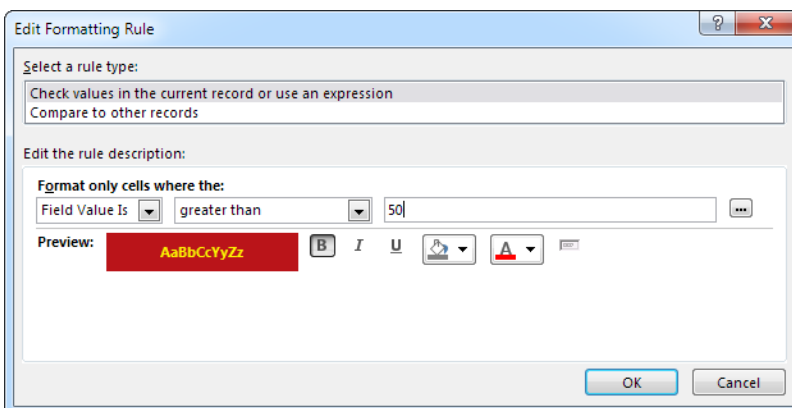 Edit Formatting Rule
?
Select a rule type:
Check values in the current record or use an expression
Compare to other records
Edit the rule description:
Format only cells where the:
Field Value Is greater than 50 ...
Preview: AaBbCcYyZz B I U A
OK Cancel